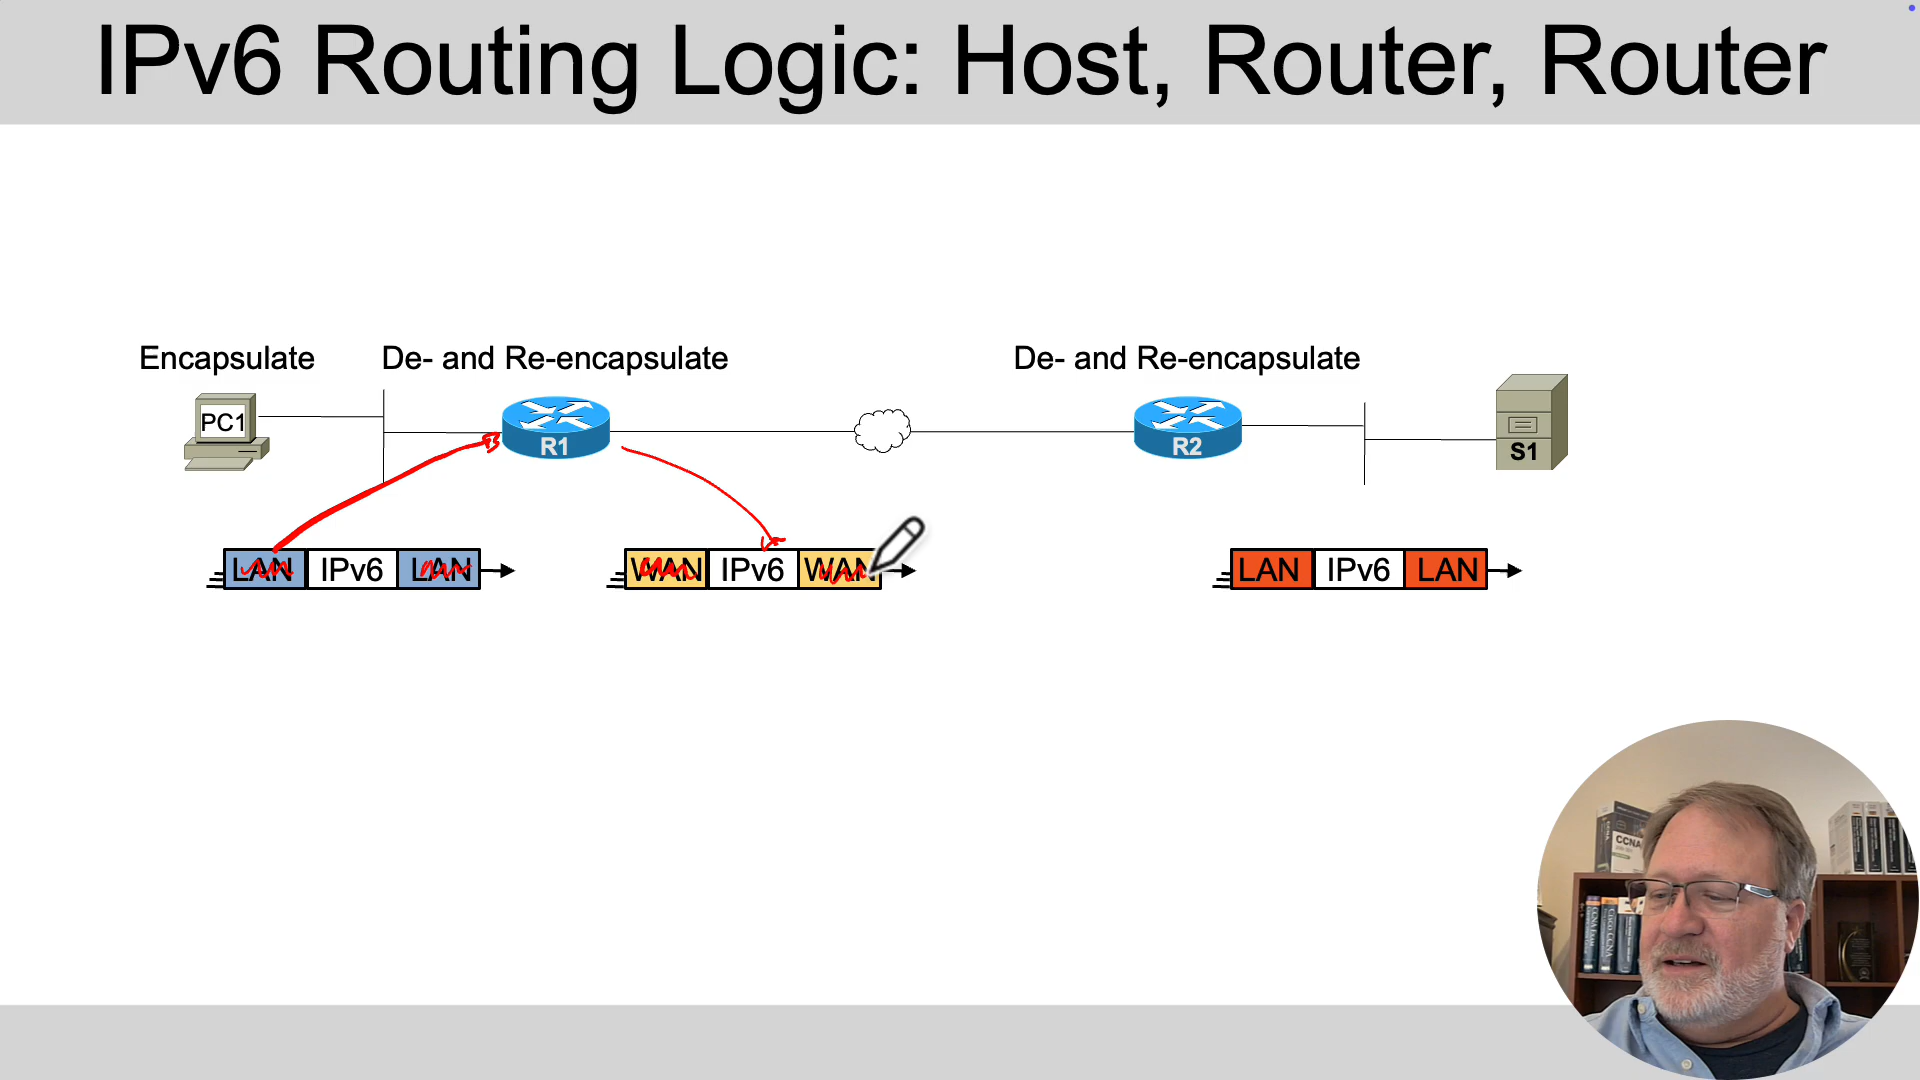 IPv6 Routing Logic: Host, Router, Router
Encapsulate De- and Re-encapsulate De- and Re-encapsulate
PC1 R1 R2 S1
LAN IPv6 LAN WAN IPv6 WAN LAN IPv6 LAN
CCNA